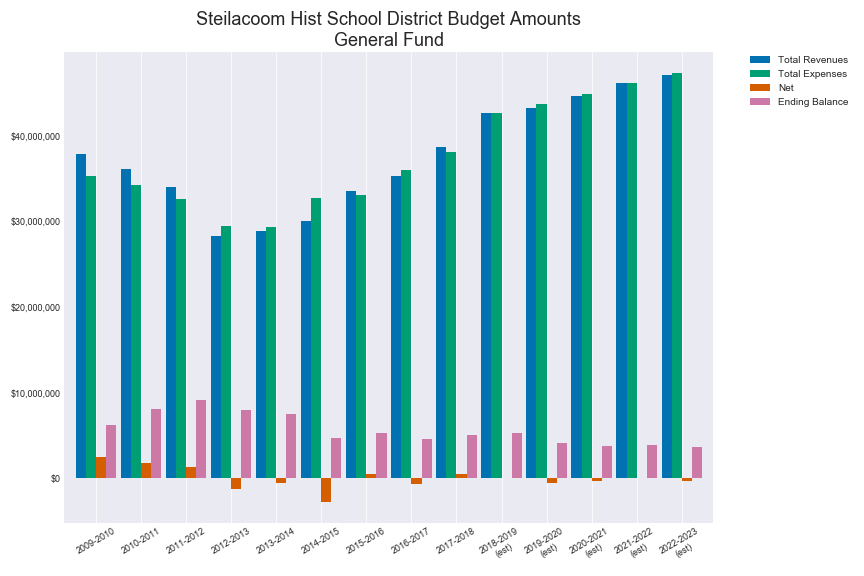 Steilacoom Hist School District Budget Amounts
General Fund
Total Revenues
Total Expenses
Net
Ending Balance
$40,000,000
$30,000,000
$20,000,000
$10,000,000
$0
2009-2010
2010-2011
2011-2012
2012-2013
2013-2014
2014-2015
2015-2016
2016-2017
2017-2018
2018-2019
(est)
2019-2020
(est)
2020-2021
(est)
2021-2022
(est)
2022-2023
(est)